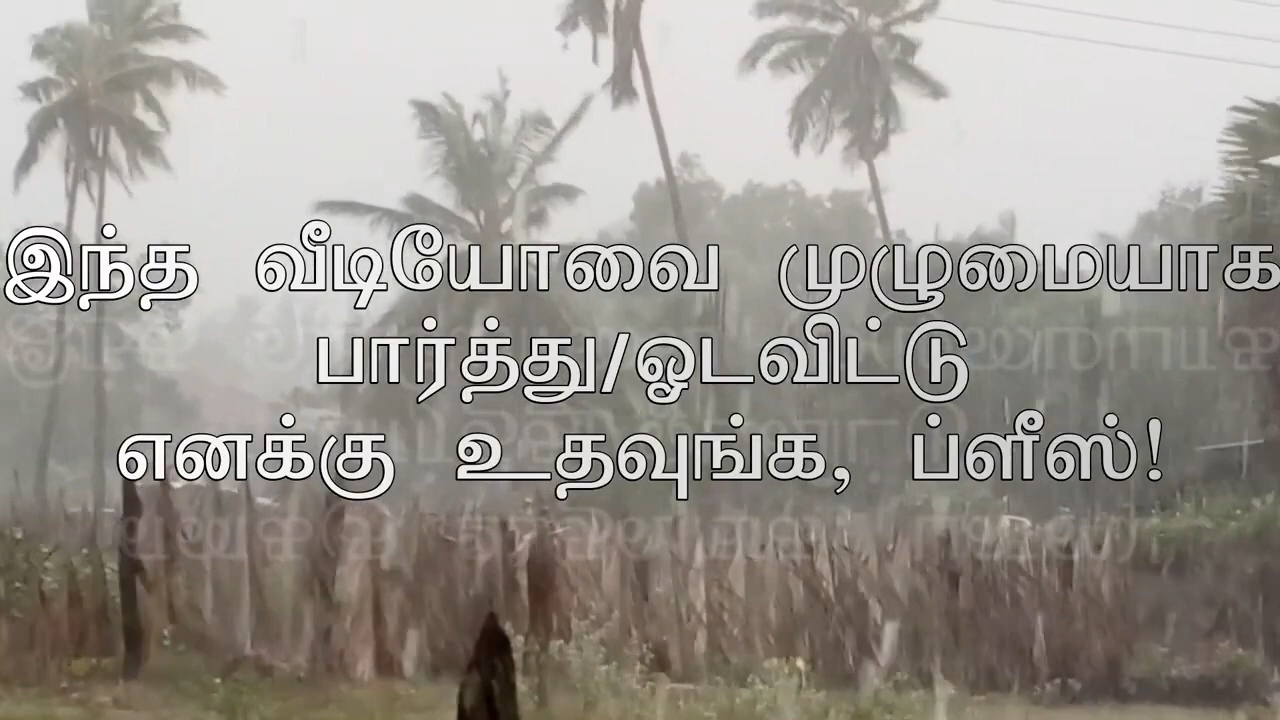 இந்த வீடியோவை முழுமையாக
பார்த்து/ஓடவிட்டு
எனக்கு உதவுங்க, ப்ளீஸ்!